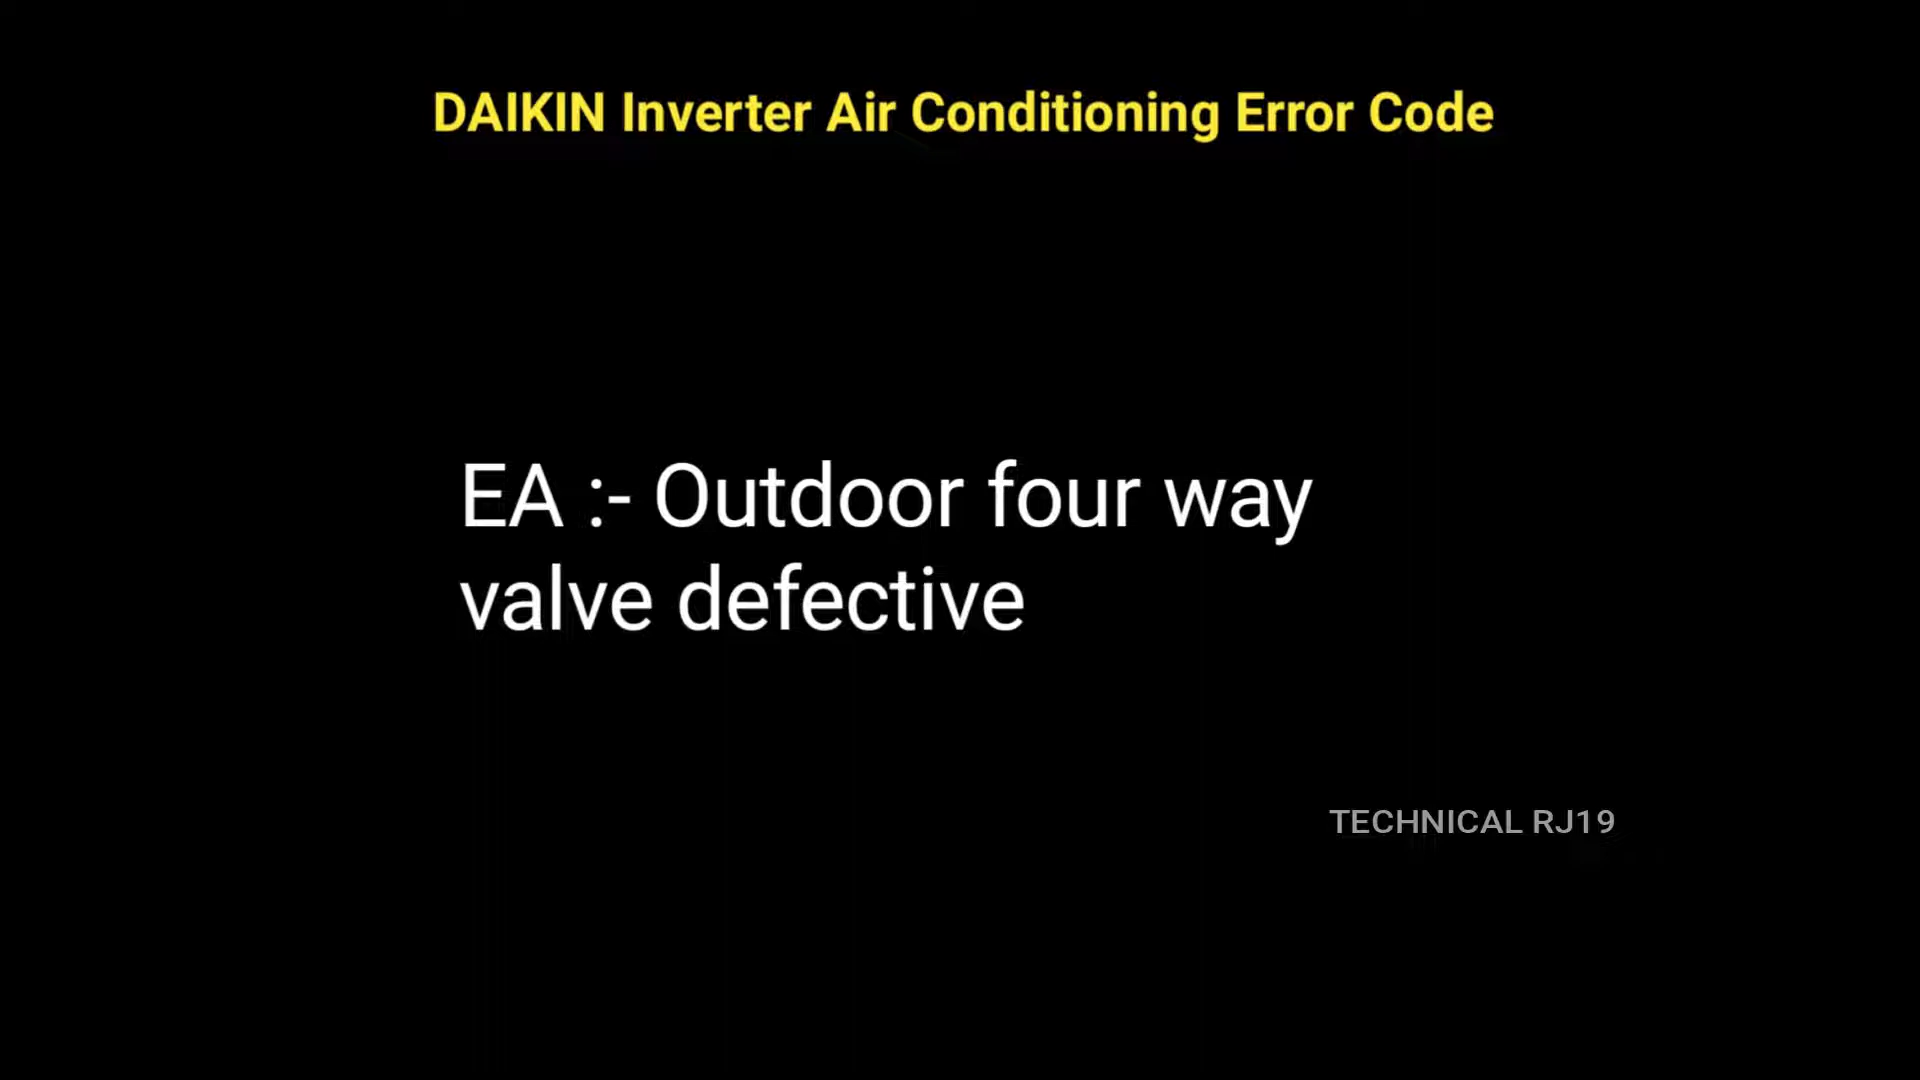 DAIKIN Inverter Air Conditioning Error Code
EA :- Outdoor four way
valve defective
TECHNICAL RJ19